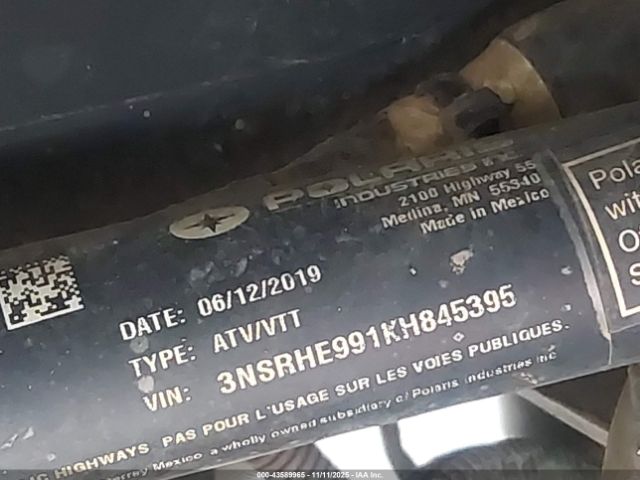 POLARIS
INDUSTRIES INC.
2100 Highway 55
Medina, MN 55340
Made in Mexico
DATE: 06/12/2019
TYPE: ATV/VTT
VIN: 3NSRHE991KH845395
HIGHWAYS. PAS POUR L'USAGE SUR LES VOIES PUBLIQUES.
Mexico a wholly owned subsidiary of Polaris Industries Inc
Pola
wit
O
S
000-43589965 - 11/11/2025 - IAA Inc.